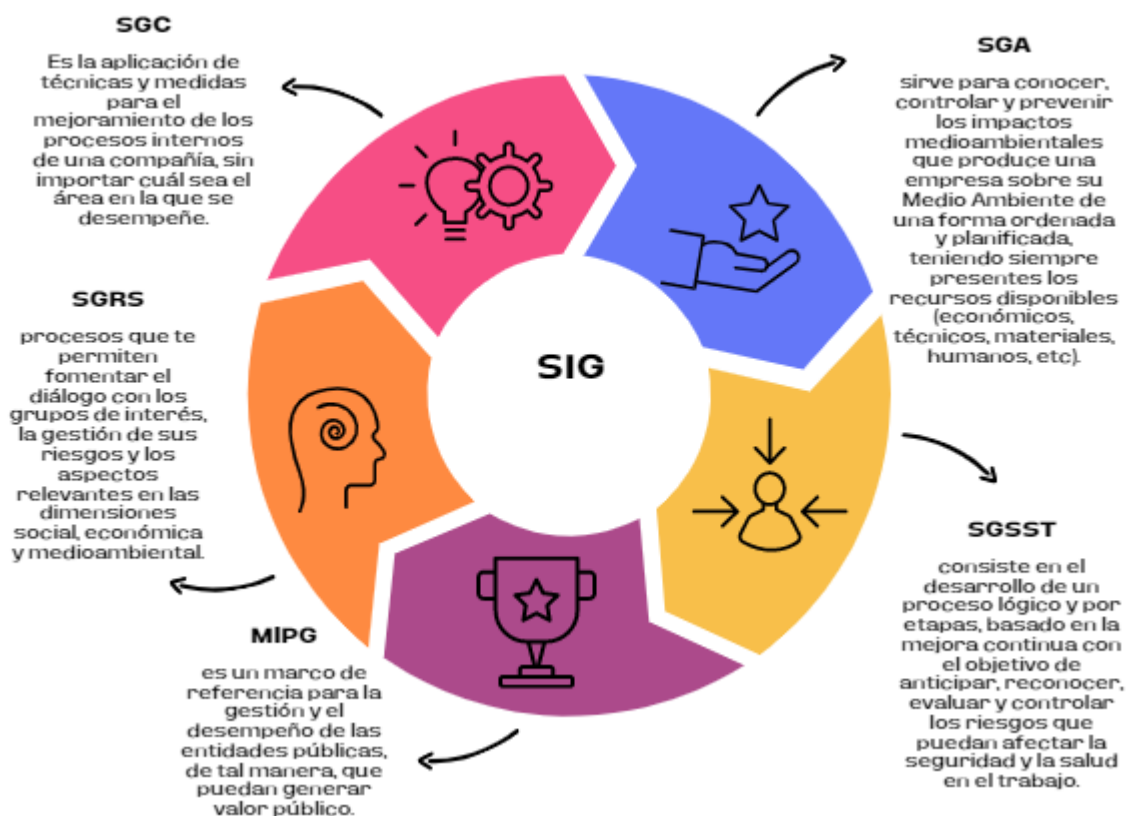 SGC
Es la aplicación de
técnicas y medidas
para el
mejoramiento de los
procesos internos
de una compañía, sin
importar cuál sea el
área en la que se
desempeñe.
SGA
sirve para conocer,
controlar y prevenir
los impactos
medioambientales
que produce una
empresa sobre su
Medio Ambiente de
una forma ordenada
y planificada,
teniendo siempre
presentes los
recursos disponibles
(económicos,
técnicos, materiales,
humanos, etc).
SGRS
procesos que te
permiten
fomentar el
diálogo con los
grupos de interés,
la gestión de sus
riesgos y los
aspectos
relevantes en las
dimensiones
social, económica
y medioambiental.
SIG
SGSST
consiste en el
desarrollo de un
proceso lógico y por
etapas, basado en la
mejora continua con
el objetivo de
anticipar, reconocer,
evaluar y controlar
los riesgos que
puedan afectar la
seguridad y la salud
en el trabajo.
MIPG
es un marco de
referencia para la
gestión y el
desempeño de las
entidades públicas,
de tal manera, que
puedan generar
valor público.